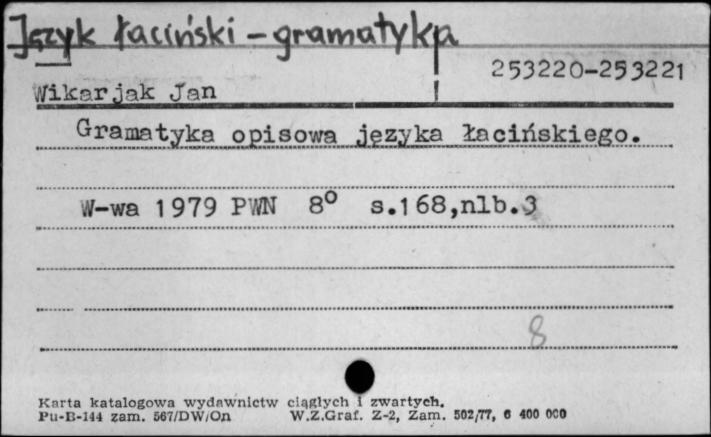 Język łaciński - gramatyka
253220-253221
Wikarjak Jan
Gramatyka opisowa języka łacińskiego.
W-wa 1979 PWN 8° s.168,nlb.3
8
Karta katalogowa wydawnictw ciągłych i zwartych.
Pu-B-144 zam. 567/DW/On W.Z.Graf. Z-2, Zam. 502/77, 6 400 000